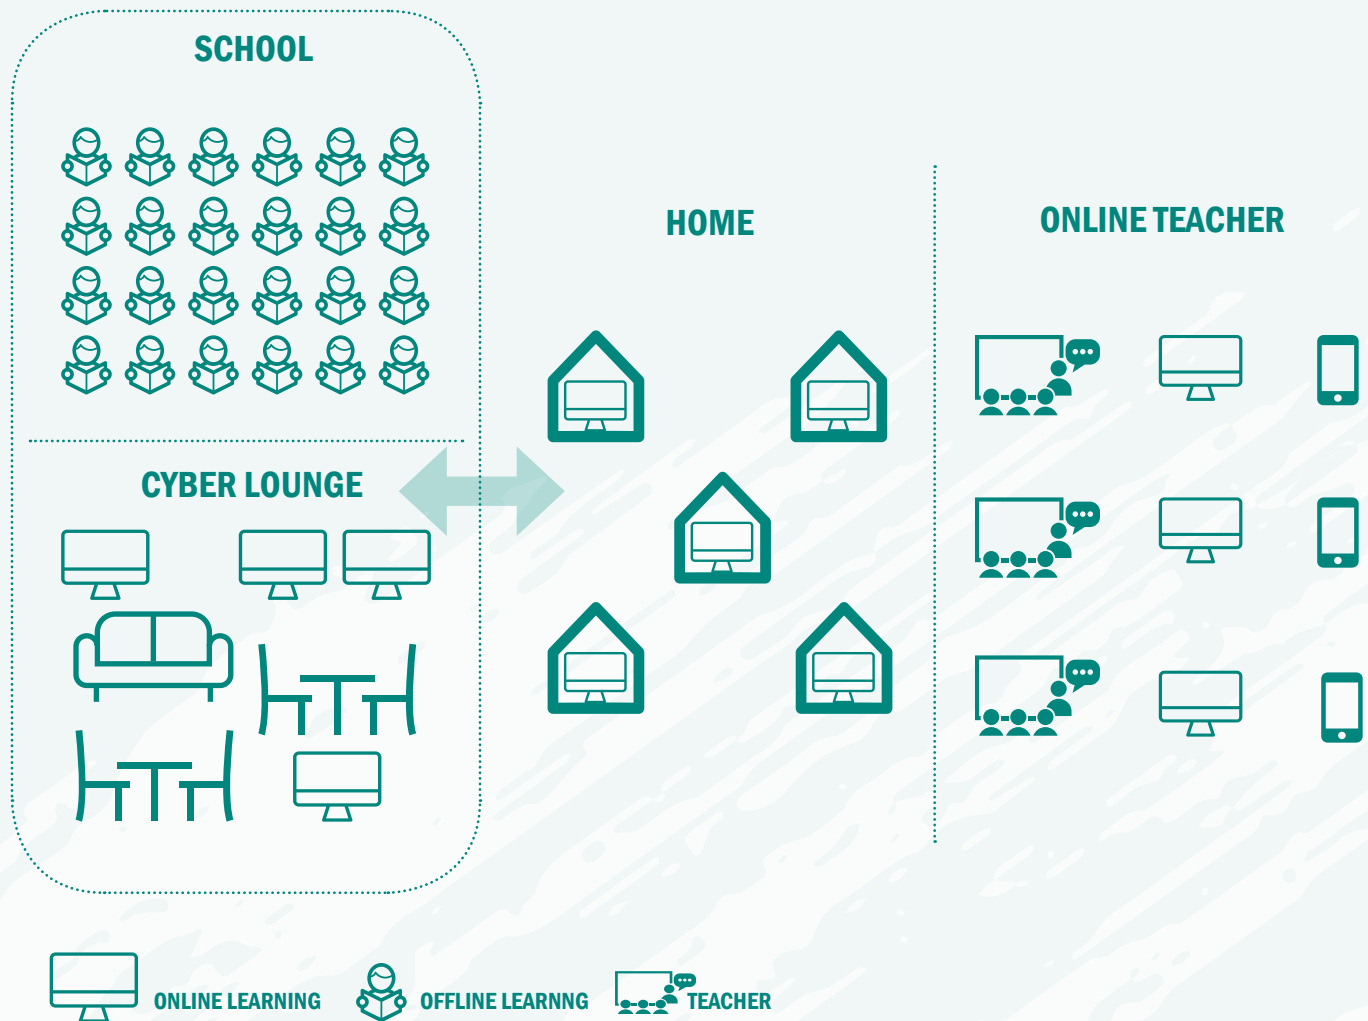 SCHOOL
HOME
ONLINE TEACHER
CYBER LOUNGE
ONLINE LEARNING
OFFLINE LEARNNG
TEACHER